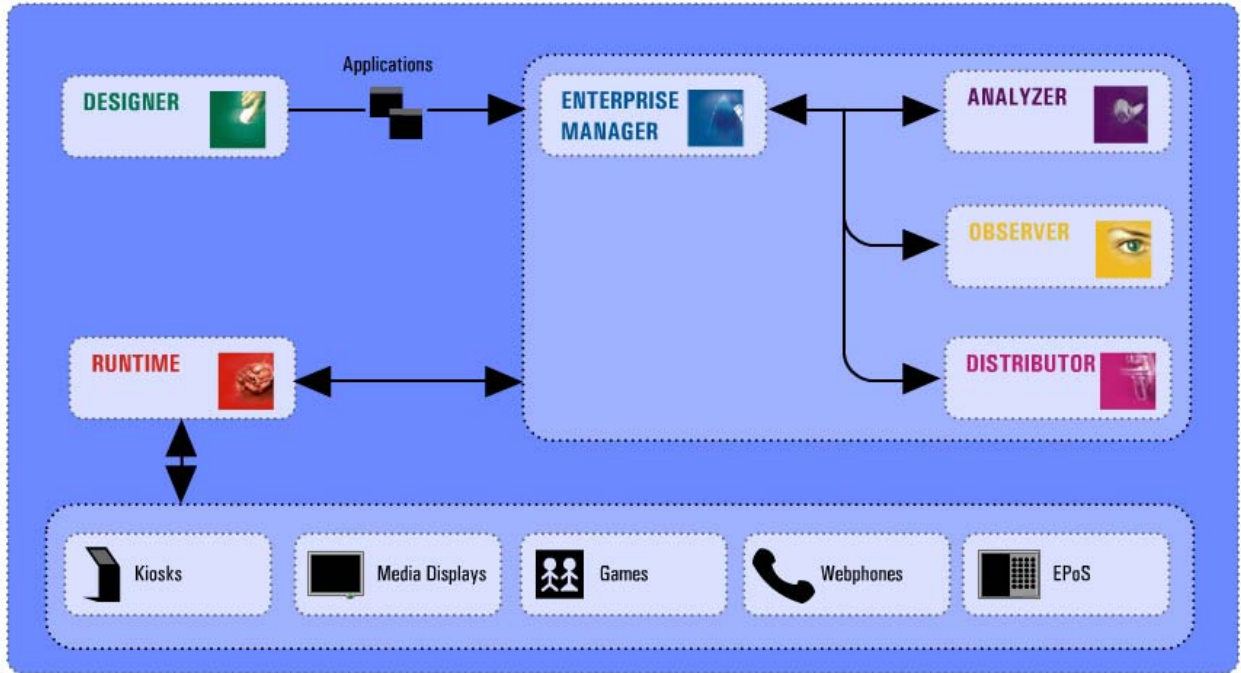 Applications
DESIGNER
ENTERPRISE
MANAGER
ANALYZER
OBSERVER
RUNTIME
DISTRIBUTOR
Kiosks
Media Displays
Games
Webphones
EPoS